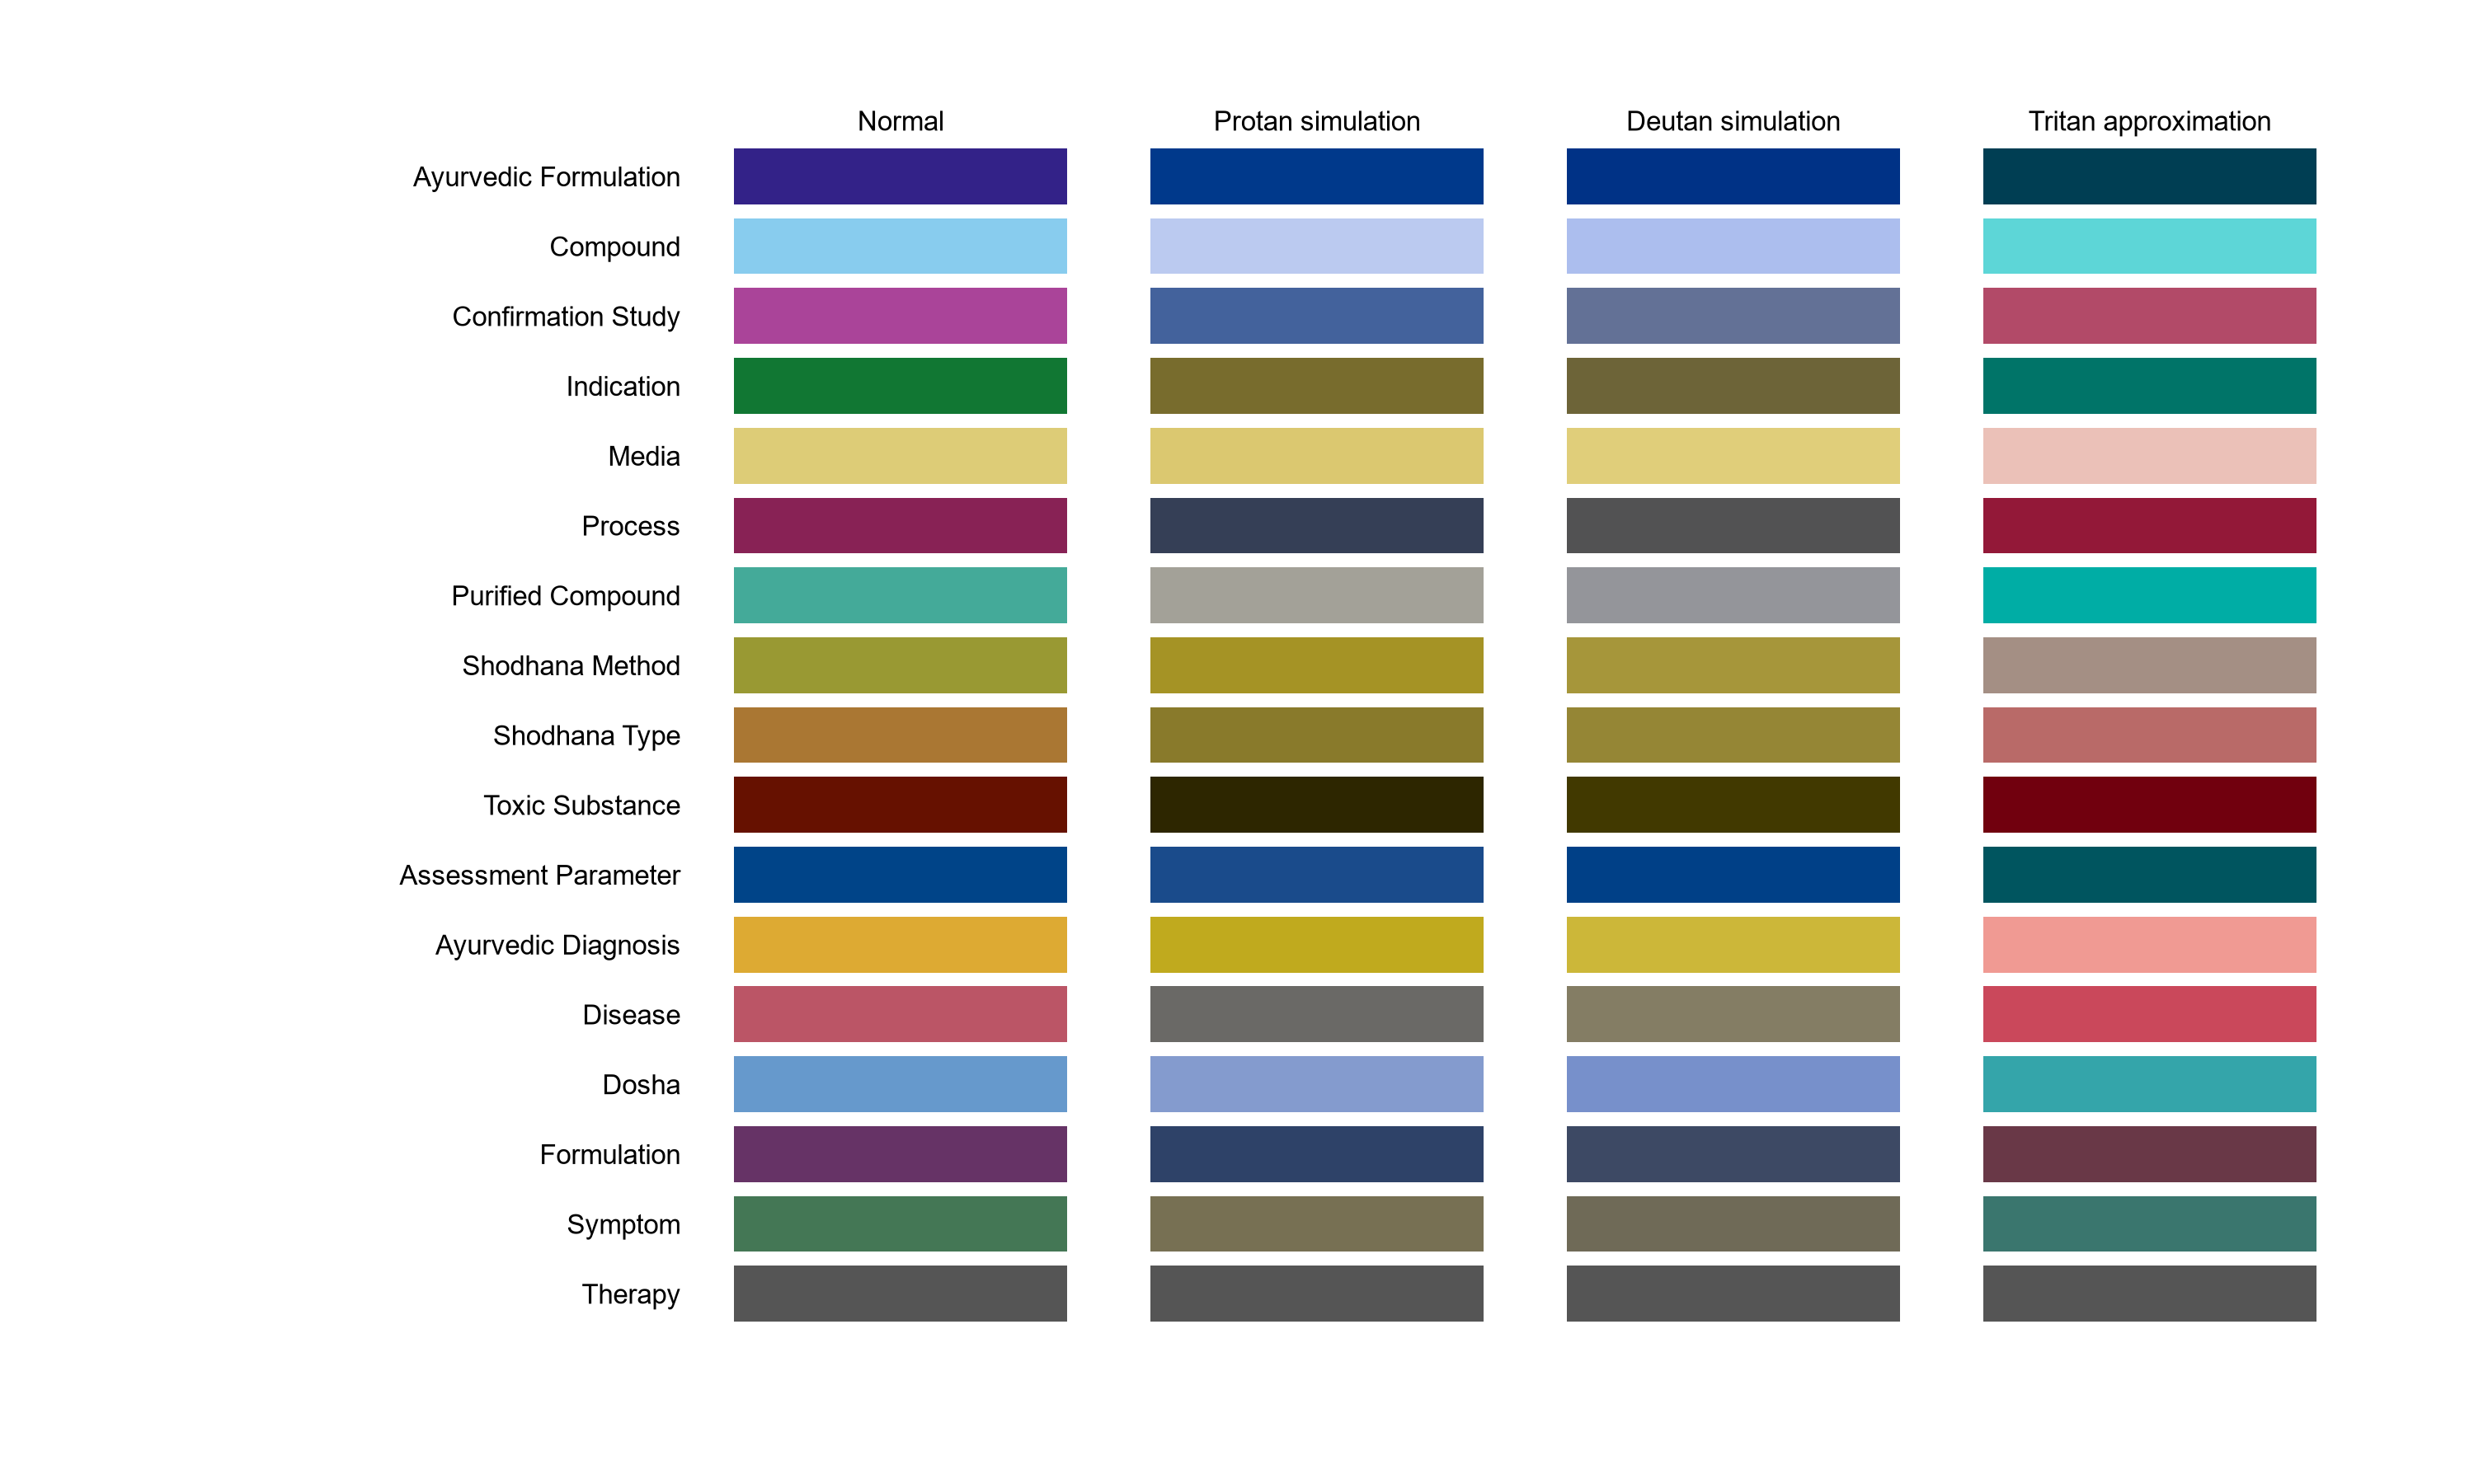 Normal Protan simulation Deutan simulation Tritan approximation
Ayurvedic Formulation
Compound
Confirmation Study
Indication
Media
Process
Purified Compound
Shodhana Method
Shodhana Type
Toxic Substance
Assessment Parameter
Ayurvedic Diagnosis
Disease
Dosha
Formulation
Symptom
Therapy